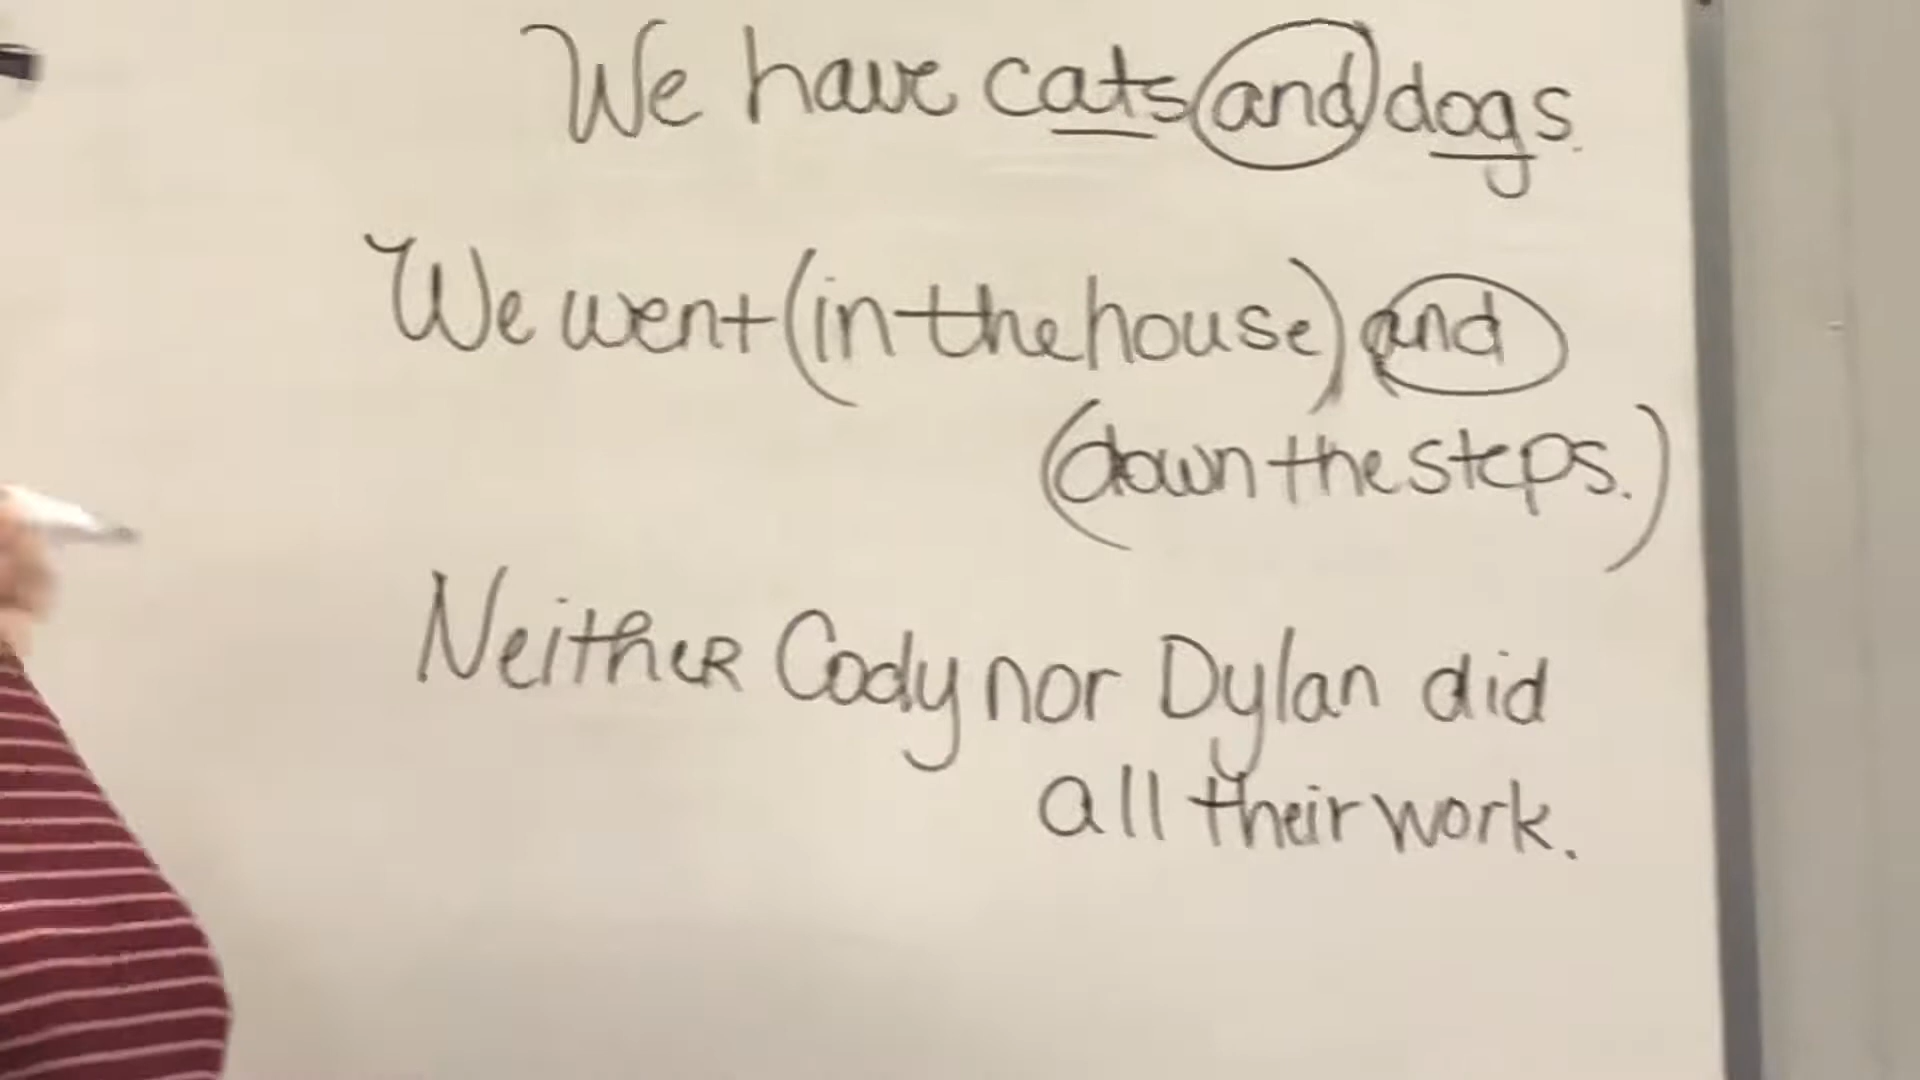 We have cats and dogs.
We went (in the house) and
(down the steps.)
Neither Cody nor Dylan did
all their work.